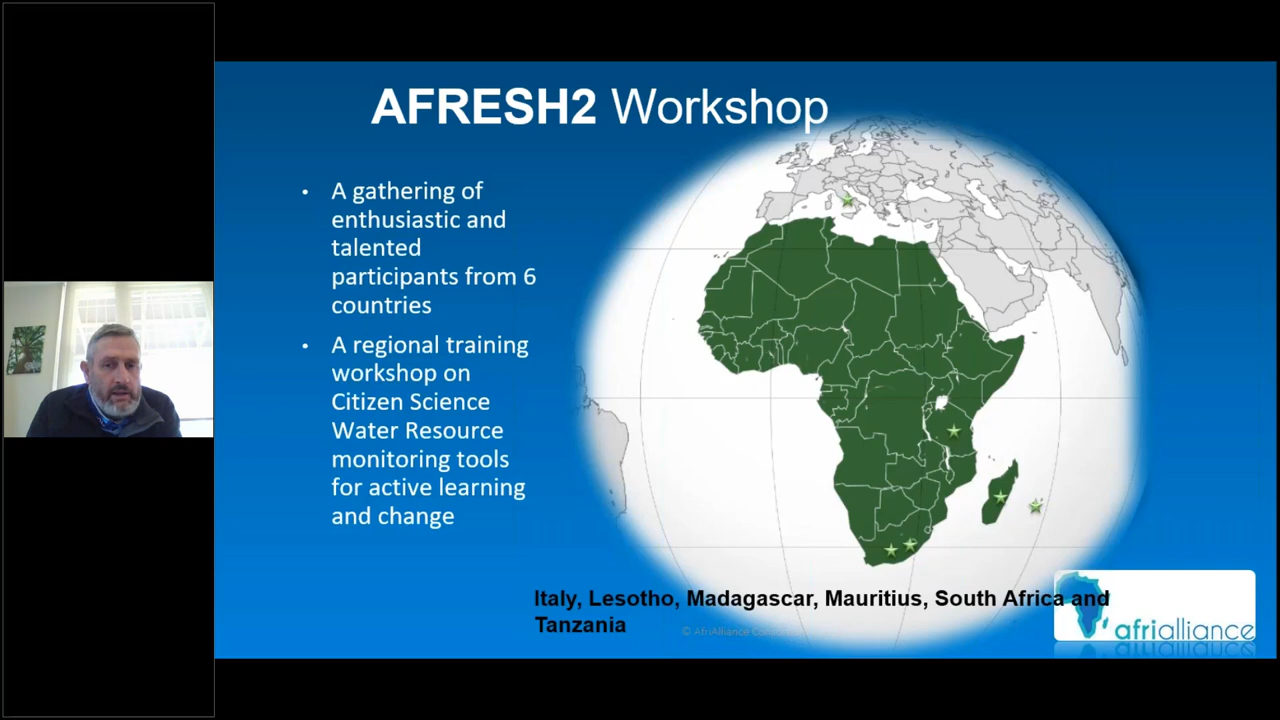 AFRESH2 Workshop
• A gathering of
enthusiastic and
talented
participants from 6
countries
• A regional training
workshop on
Citizen Science
Water Resource
monitoring tools
for active learning
and change
Italy, Lesotho, Madagascar, Mauritius, South Africa and
Tanzania
© AfriAlliance
afrialliance